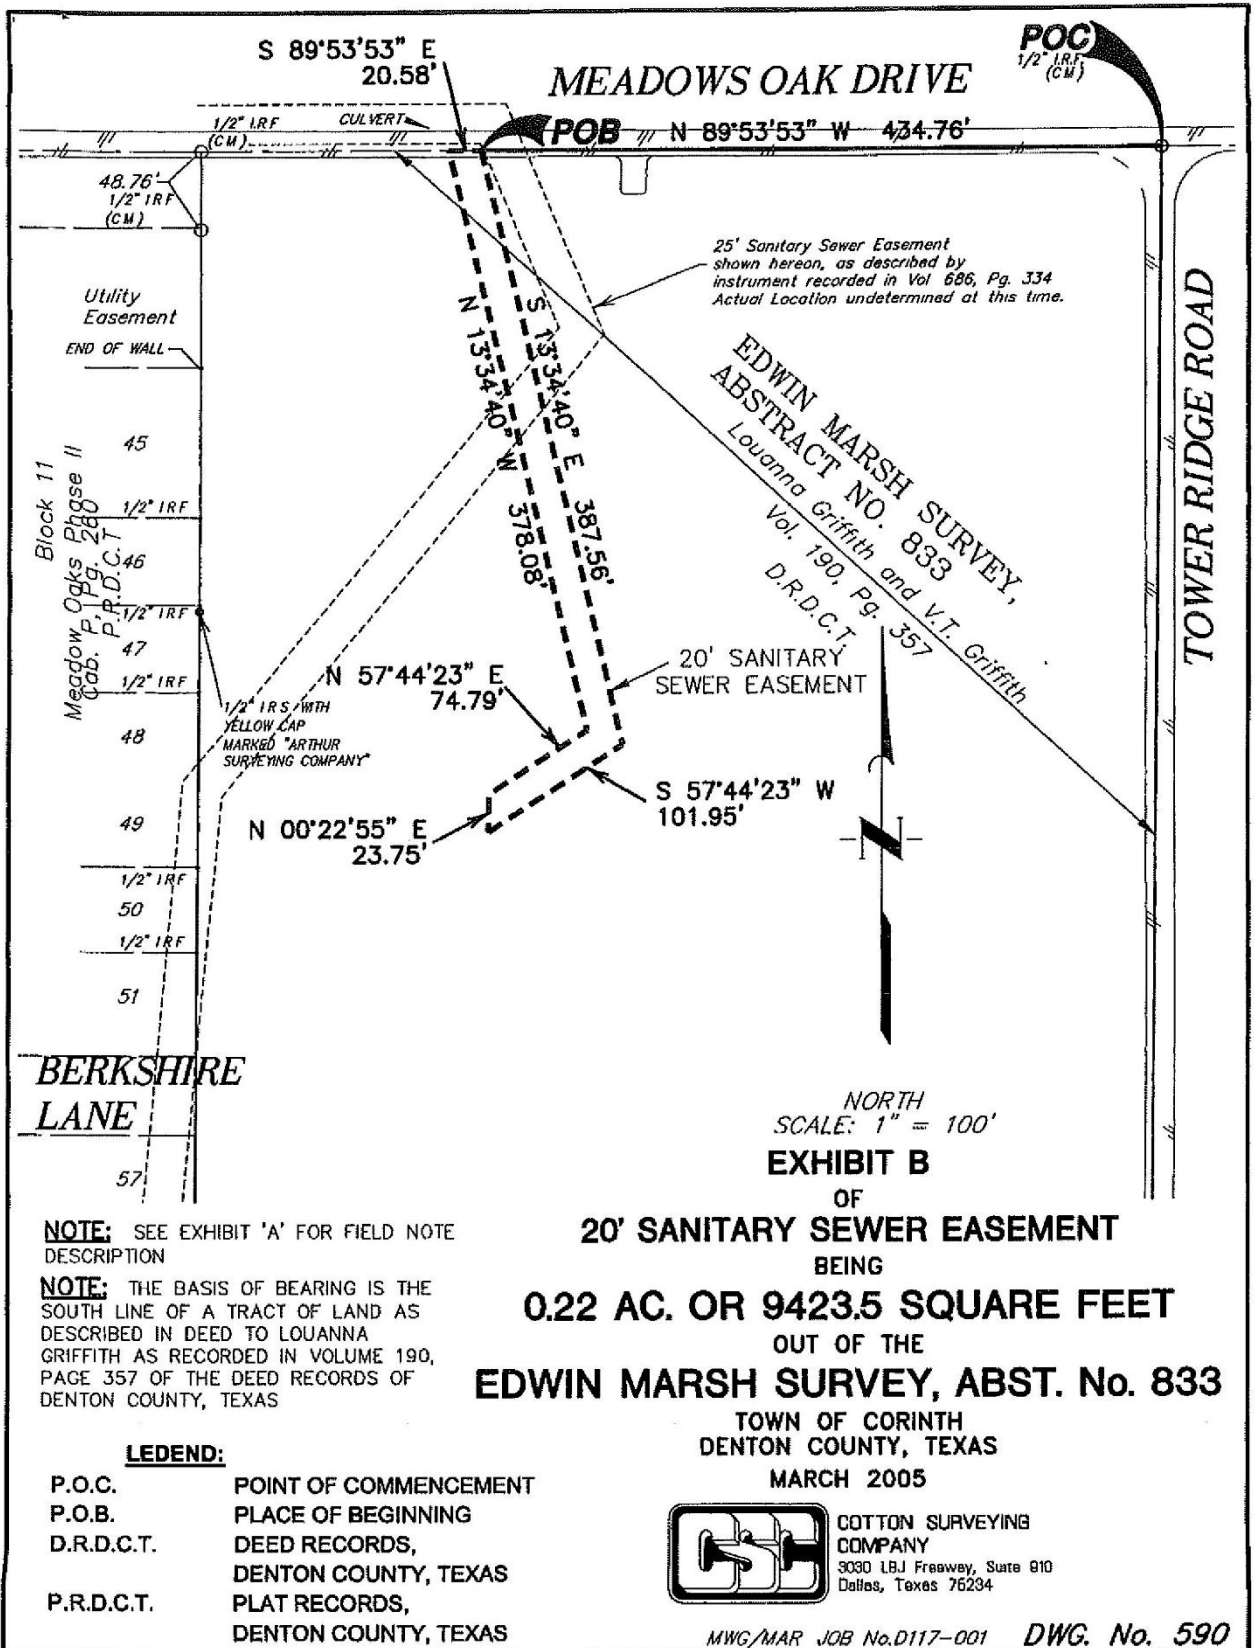 S 89°53'53" E
20.58'
MEADOWS OAK DRIVE
POC
1/2" I.R.F
(CM)
1/2" I.R.F
(CM)
CULVERT
POB
N 89°53'53" W 434.76'
48.76'
1/2" IRF
(CM)
25' Sanitary Sewer Easement
shown hereon, as described by
instrument recorded in Vol 686, Pg. 334
Actual Location undetermined at this time.
Utility
Easement
END OF WALL
N 13°34'40" W 378.08'
S 13°34'40" E 387.56'
EDWIN MARSH SURVEY,
ABSTRACT NO. 833
Louanna Griffith and V.T. Griffith
Vol. 190, Pg. 357
D.R.D.C.T.
TOWER RIDGE ROAD
45
1/2" IRF
Block 11
Meadow Oaks Phase II
Cab. P, Pg. 280
P.R.D.C.T
46
1/2" IRF
47
1/2" IRF
N 57°44'23" E
74.79'
20' SANITARY
SEWER EASEMENT
1/2" I R S WITH
YELLOW CAP
MARKED "ARTHUR
SURVEYING COMPANY"
48
S 57°44'23" W
101.95'
49
N 00°22'55" E
23.75'
N
1/2" IRF
50
1/2" IRF
51
BERKSHIRE
LANE
57
NORTH
SCALE: 1" = 100'
EXHIBIT B
OF
20' SANITARY SEWER EASEMENT
BEING
0.22 AC. OR 9423.5 SQUARE FEET
OUT OF THE
EDWIN MARSH SURVEY, ABST. No. 833
TOWN OF CORINTH
DENTON COUNTY, TEXAS
MARCH 2005
NOTE: SEE EXHIBIT 'A' FOR FIELD NOTE
DESCRIPTION
NOTE: THE BASIS OF BEARING IS THE
SOUTH LINE OF A TRACT OF LAND AS
DESCRIBED IN DEED TO LOUANNA
GRIFFITH AS RECORDED IN VOLUME 190,
PAGE 357 OF THE DEED RECORDS OF
DENTON COUNTY, TEXAS
LEGEND:
P.O.C. POINT OF COMMENCEMENT
P.O.B. PLACE OF BEGINNING
D.R.D.C.T. DEED RECORDS,
DENTON COUNTY, TEXAS
P.R.D.C.T. PLAT RECORDS,
DENTON COUNTY, TEXAS
CSC
COTTON SURVEYING
COMPANY
3030 LBJ Freeway, Suite 910
Dallas, Texas 75234
MWG/MAR JOB No.D117-001 DWG. No. 590